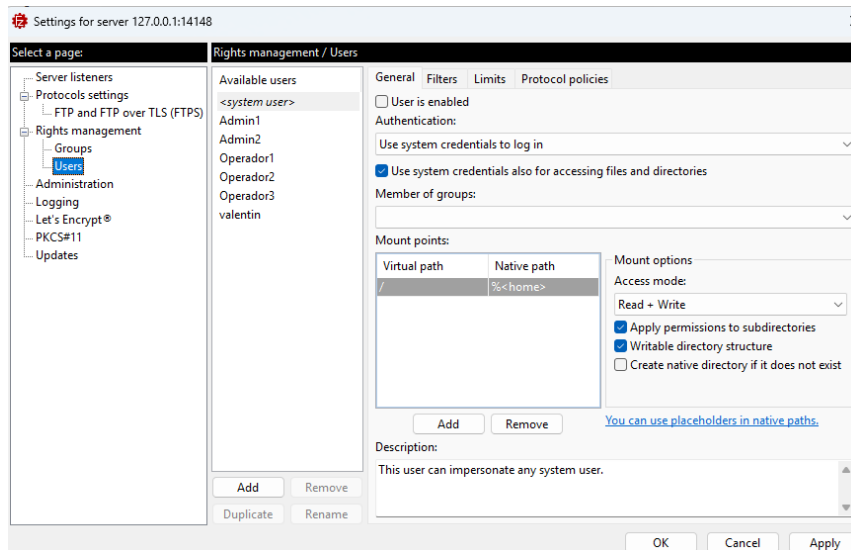 Settings for server 127.0.0.1:14148
Select a page:
Server listeners
Protocols settings
FTP and FTP over TLS (FTPS)
Rights management
Groups
Users
Administration
Logging
Let's Encrypt®
PKCS#11
Updates
Rights management / Users
Available users
<system user>
Admin1
Admin2
Operador1
Operador2
Operador3
valentin
Add Remove
Duplicate Rename
General Filters Limits Protocol policies
User is enabled
Authentication:
Use system credentials to log in
Use system credentials also for accessing files and directories
Member of groups:
Mount points:
Virtual path Native path
/ %<home>
Add Remove
Mount options
Access mode:
Read + Write
Apply permissions to subdirectories
Writable directory structure
Create native directory if it does not exist
You can use placeholders in native paths.
Description:
This user can impersonate any system user.
OK Cancel Apply